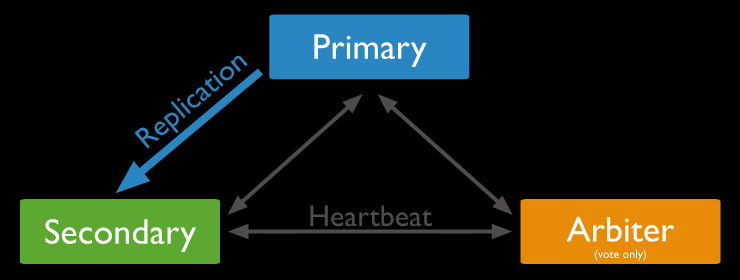 Primary
Replication
Heartbeat
Secondary
Arbiter
(vote only)